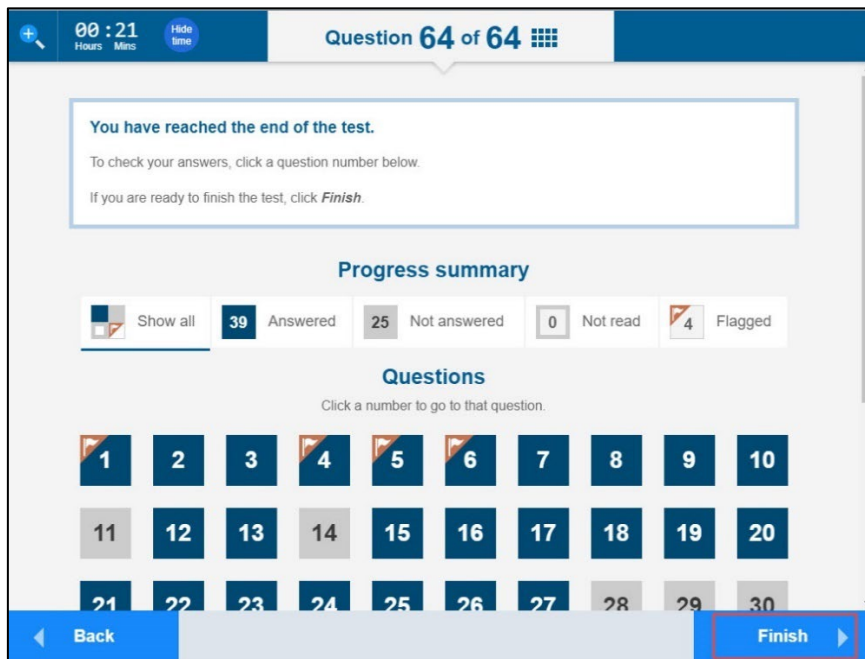 00 :21
Hours Mins
Hide
time
Question 64 of 64
You have reached the end of the test.
To check your answers, click a question number below.
If you are ready to finish the test, click Finish.
Progress summary
Show all 39 Answered 25 Not answered 0 Not read 4 Flagged
Questions
Click a number to go to that question.
1 2 3 4 5 6 7 8 9 10
11 12 13 14 15 16 17 18 19 20
21 22 23 24 25 26 27 28 29 30
Back Finish